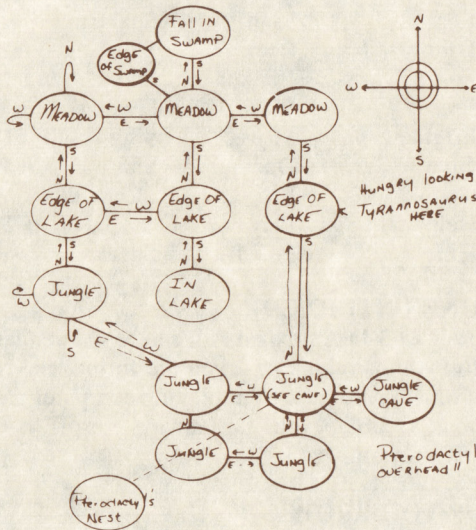 FALL IN
SWAMP
Edge
of Swamp
N
N
S
S
W
MEADOW
W
E
MEADOW
W
E
MEADOW
N
W
E
S
S
N
S
N
S
N
Edge OF
LAKE
W
E
Edge OF
LAKE
Edge OF
LAKE
HUNGRY LOOKING
TYRANNOSAURUS
HERE
S
N
S
N
S
W
JUNGLE
IN
LAKE
S
E
W
N
JUNGLE
W
E
JUNGLE
(SEE CAVE)
W
E
JUNGLE
CAVE
N
N
JUNGLE
W
E
JUNGLE
Pterodactyl
OVERHEAD !!
Pterodactyl's
NEST